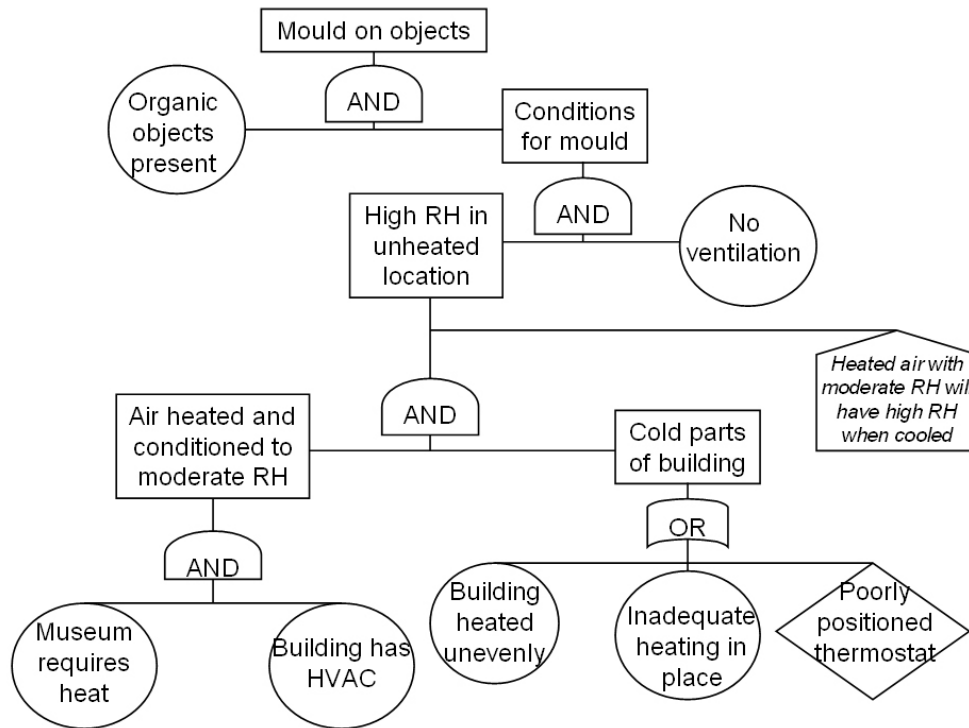 Mould on objects
AND
Organic
objects
present
Conditions
for mould
AND
High RH in
unheated
location
No
ventilation
Heated air with
moderate RH will
have high RH
when cooled
AND
Air heated and
conditioned to
moderate RH
Cold parts
of building
AND
OR
Museum
requires
heat
Building has
HVAC
Building
heated
unevenly
Inadequate
heating in
place
Poorly
positioned
thermostat